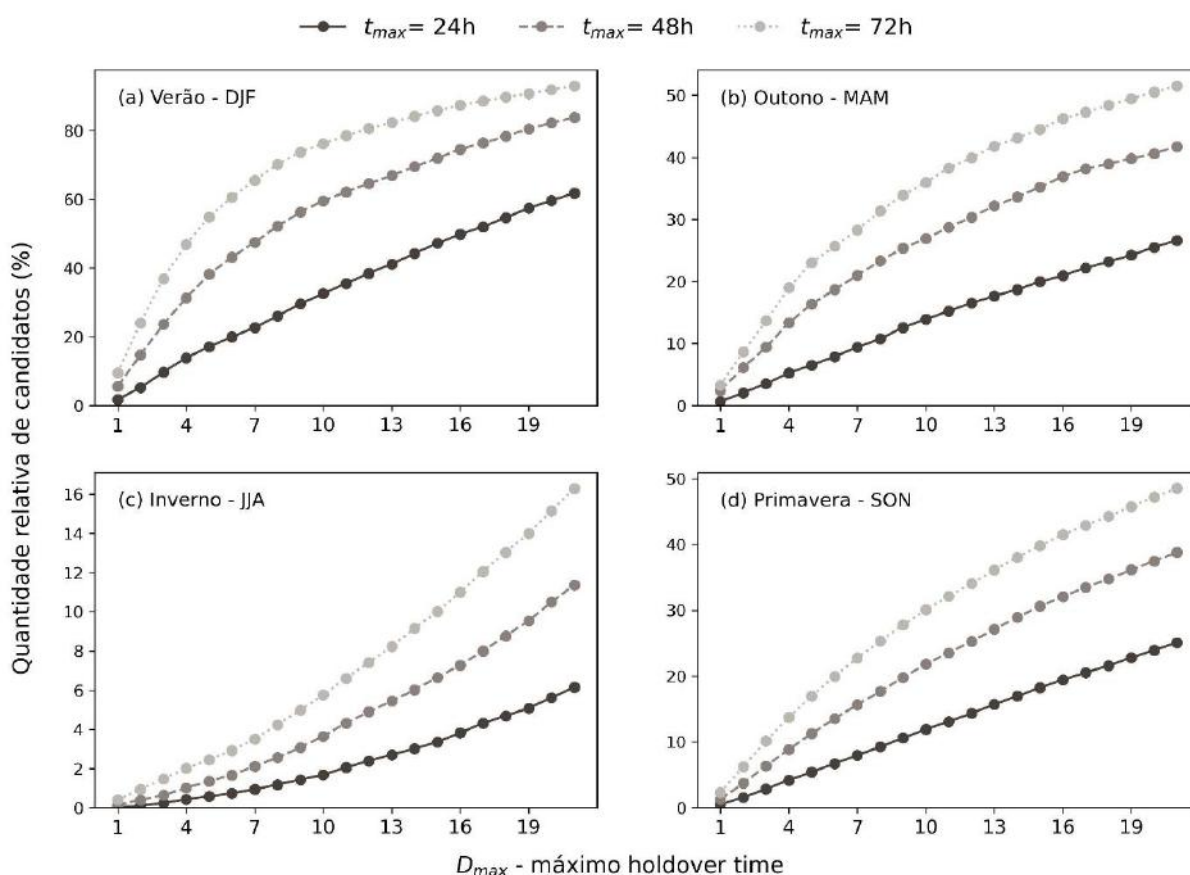 t_max= 24h t_max= 48h t_max= 72h
(a) Verão - DJF
80
60
40
20
0
1 4 7 10 13 16 19
(b) Outono - MAM
50
40
30
20
10
0
1 4 7 10 13 16 19
Quantidade relativa de candidatos (%)
(c) Inverno - JJA
16
14
12
10
8
6
4
2
0
1 4 7 10 13 16 19
(d) Primavera - SON
50
40
30
20
10
0
1 4 7 10 13 16 19
D_max - máximo holdover time